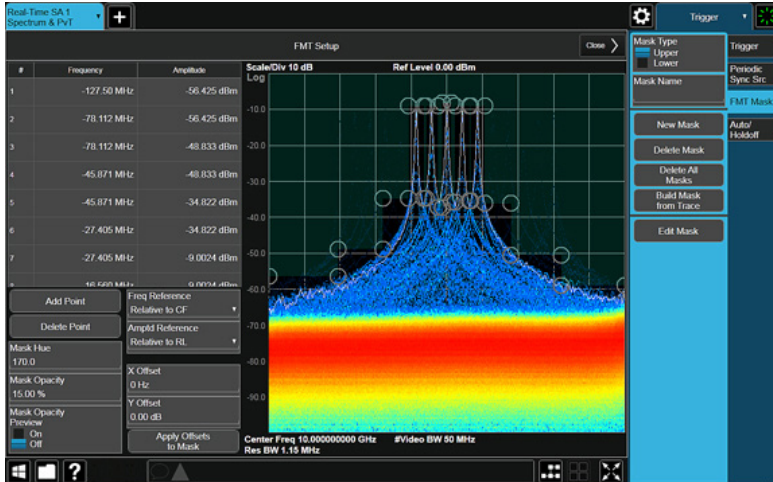 Real-Time SA 1
Spectrum & PvT
+
Trigger
FMT Setup
Close
# Frequency Amplitude
1 -127.50 MHz -56.425 dBm
2 -78.112 MHz -56.425 dBm
3 -78.112 MHz -48.833 dBm
4 -45.871 MHz -48.833 dBm
5 -45.871 MHz -34.822 dBm
6 -27.405 MHz -34.822 dBm
7 -27.405 MHz -9.0024 dBm
Add Point
Delete Point
Mask Hue
170.0
Mask Opacity
15.00 %
Mask Opacity
Preview
On
Off
Freq Reference
Relative to CF
Ampltd Reference
Relative to RL
X Offset
0 Hz
Y Offset
0.00 dB
Apply Offsets
to Mask
Scale/Div 10 dB
Ref Level 0.00 dBm
Log
-10.0
-20.0
-30.0
-40.0
-50.0
-60.0
-70.0
-80.0
-90.0
Center Freq 10.000000000 GHz
#Video BW 50 MHz
Res BW 1.15 MHz
Mask Type
Upper
Lower
Mask Name
New Mask
Delete Mask
Delete All
Masks
Build Mask
from Trace
Edit Mask
Trigger
Periodic
Sync Src
FMT Mask
Auto/
Holdoff
?